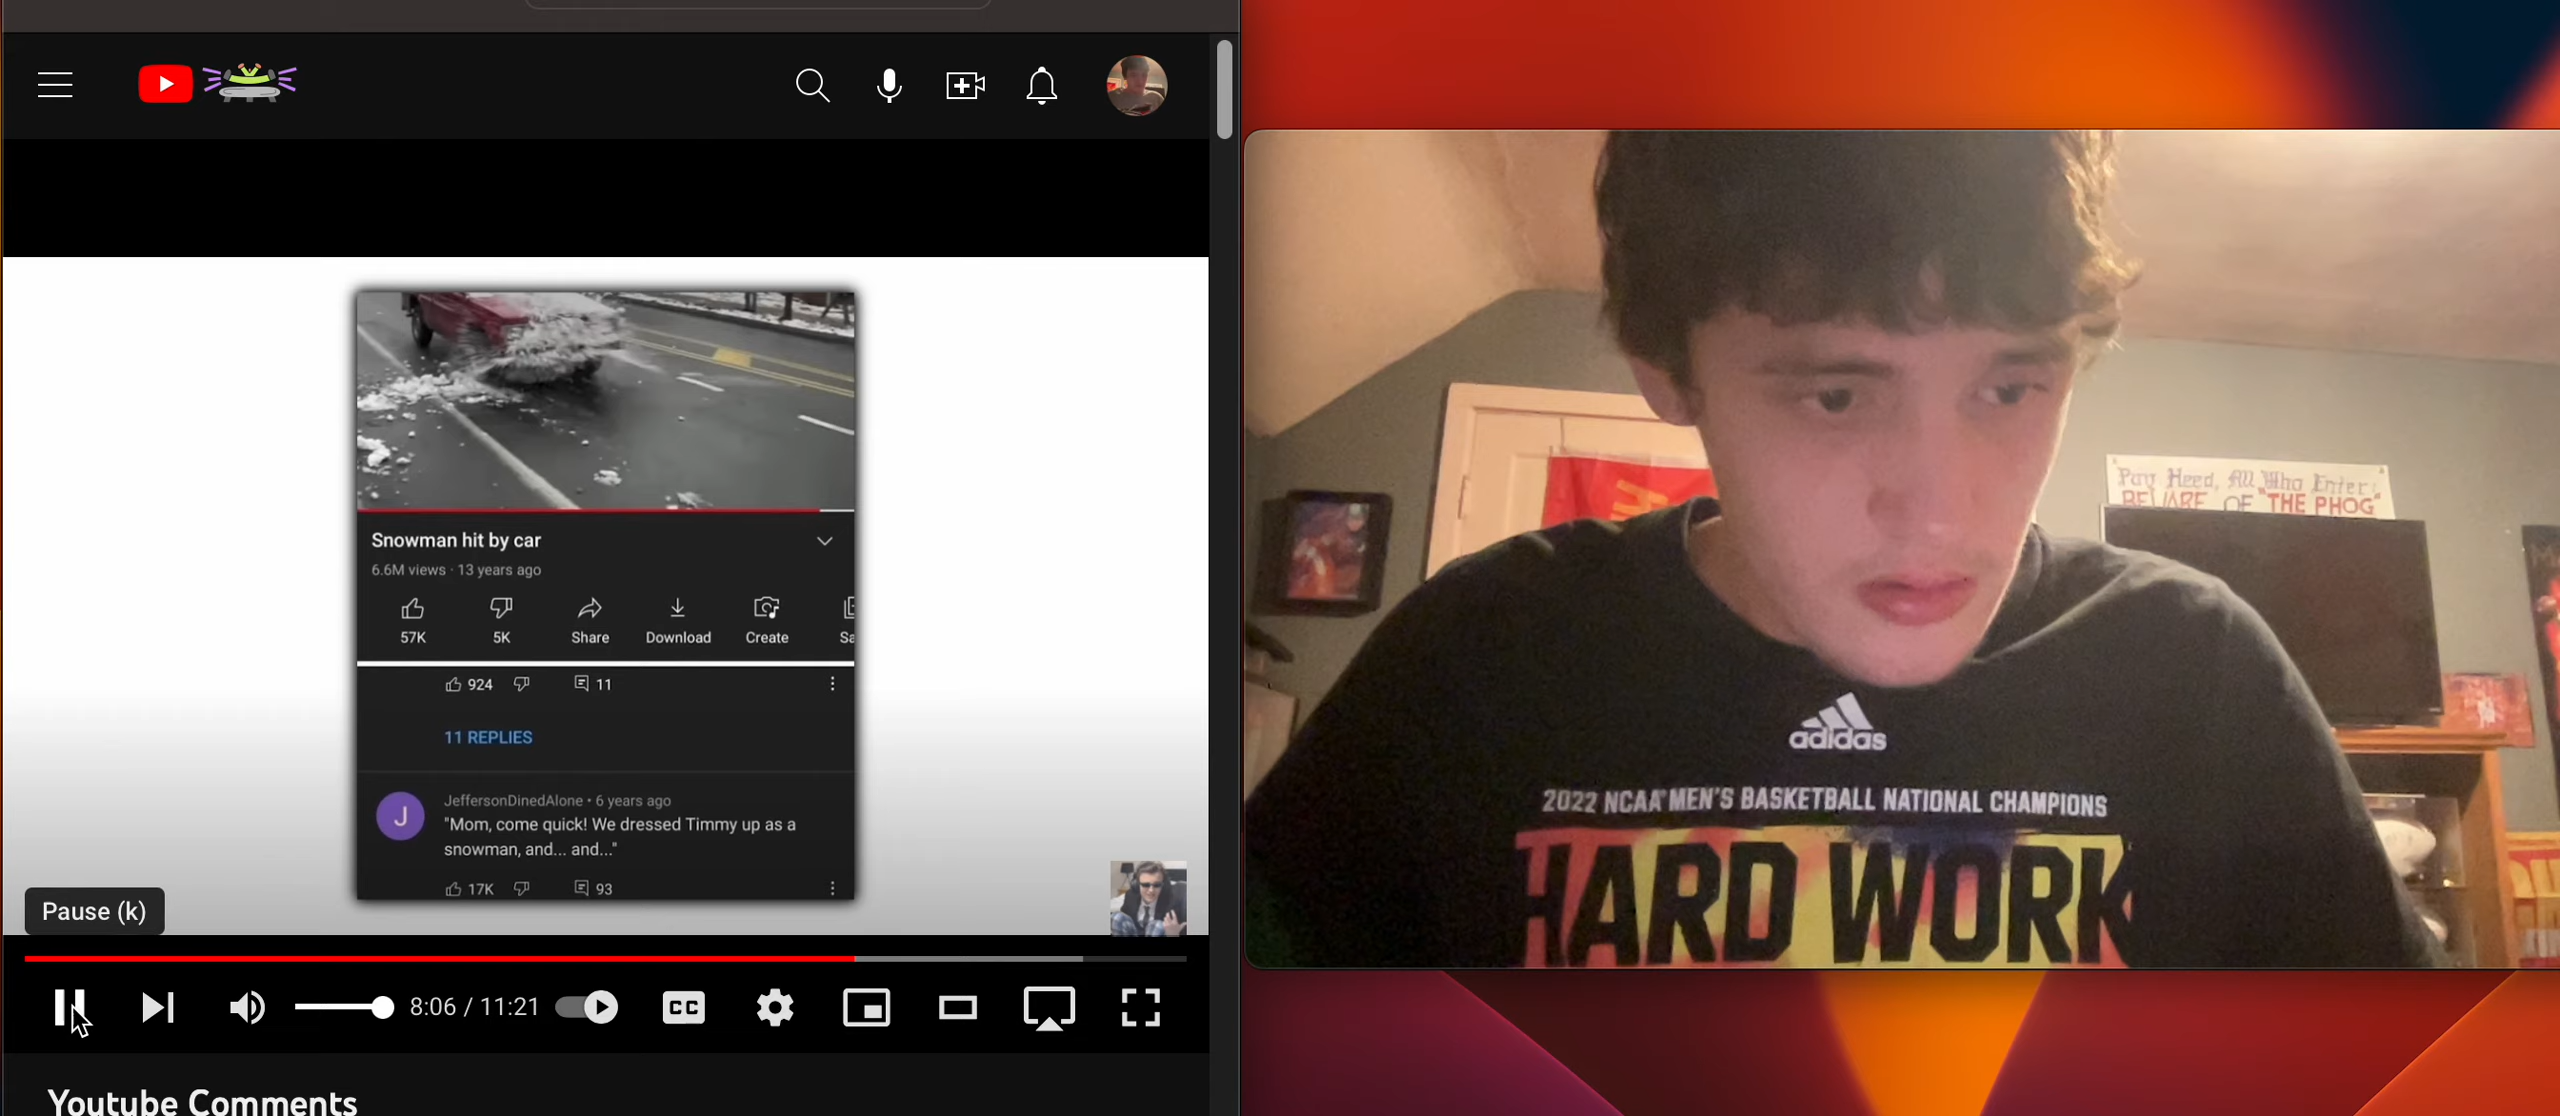 Snowman hit by car
6.6M views · 13 years ago
57K
5K
Share
Download
Create
Sa
924
11
11 REPLIES
J
JeffersonDinedAlone • 6 years ago
"Mom, come quick! We dressed Timmy up as a
snowman, and... and..."
17K
93
Pause (k)
8:06 / 11:21
CC
Youtube Comments
Pay Heed, All Who Enter:
BEWARE OF "THE PHOG"
adidas
2022 NCAA MEN'S BASKETBALL NATIONAL CHAMPIONS
HARD WORK